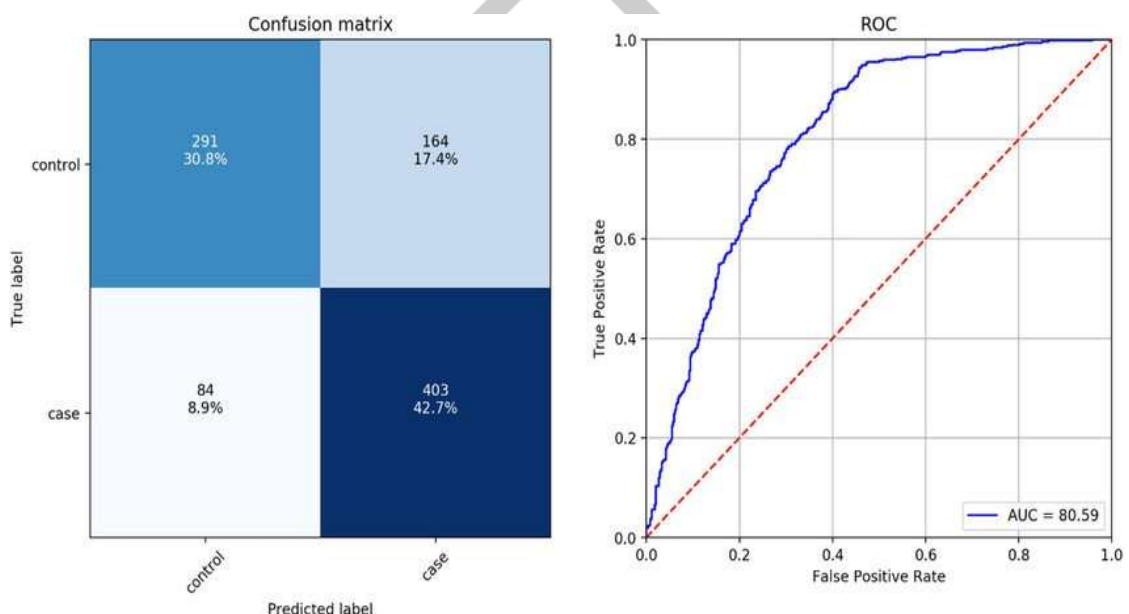 Confusion matrix
control
291
30.8%
164
17.4%
case
84
8.9%
403
42.7%
True label
control
case
Predicted label
ROC
1.0
0.8
0.6
0.4
0.2
0.0
True Positive Rate
AUC = 80.59
0.0 0.2 0.4 0.6 0.8 1.0
False Positive Rate